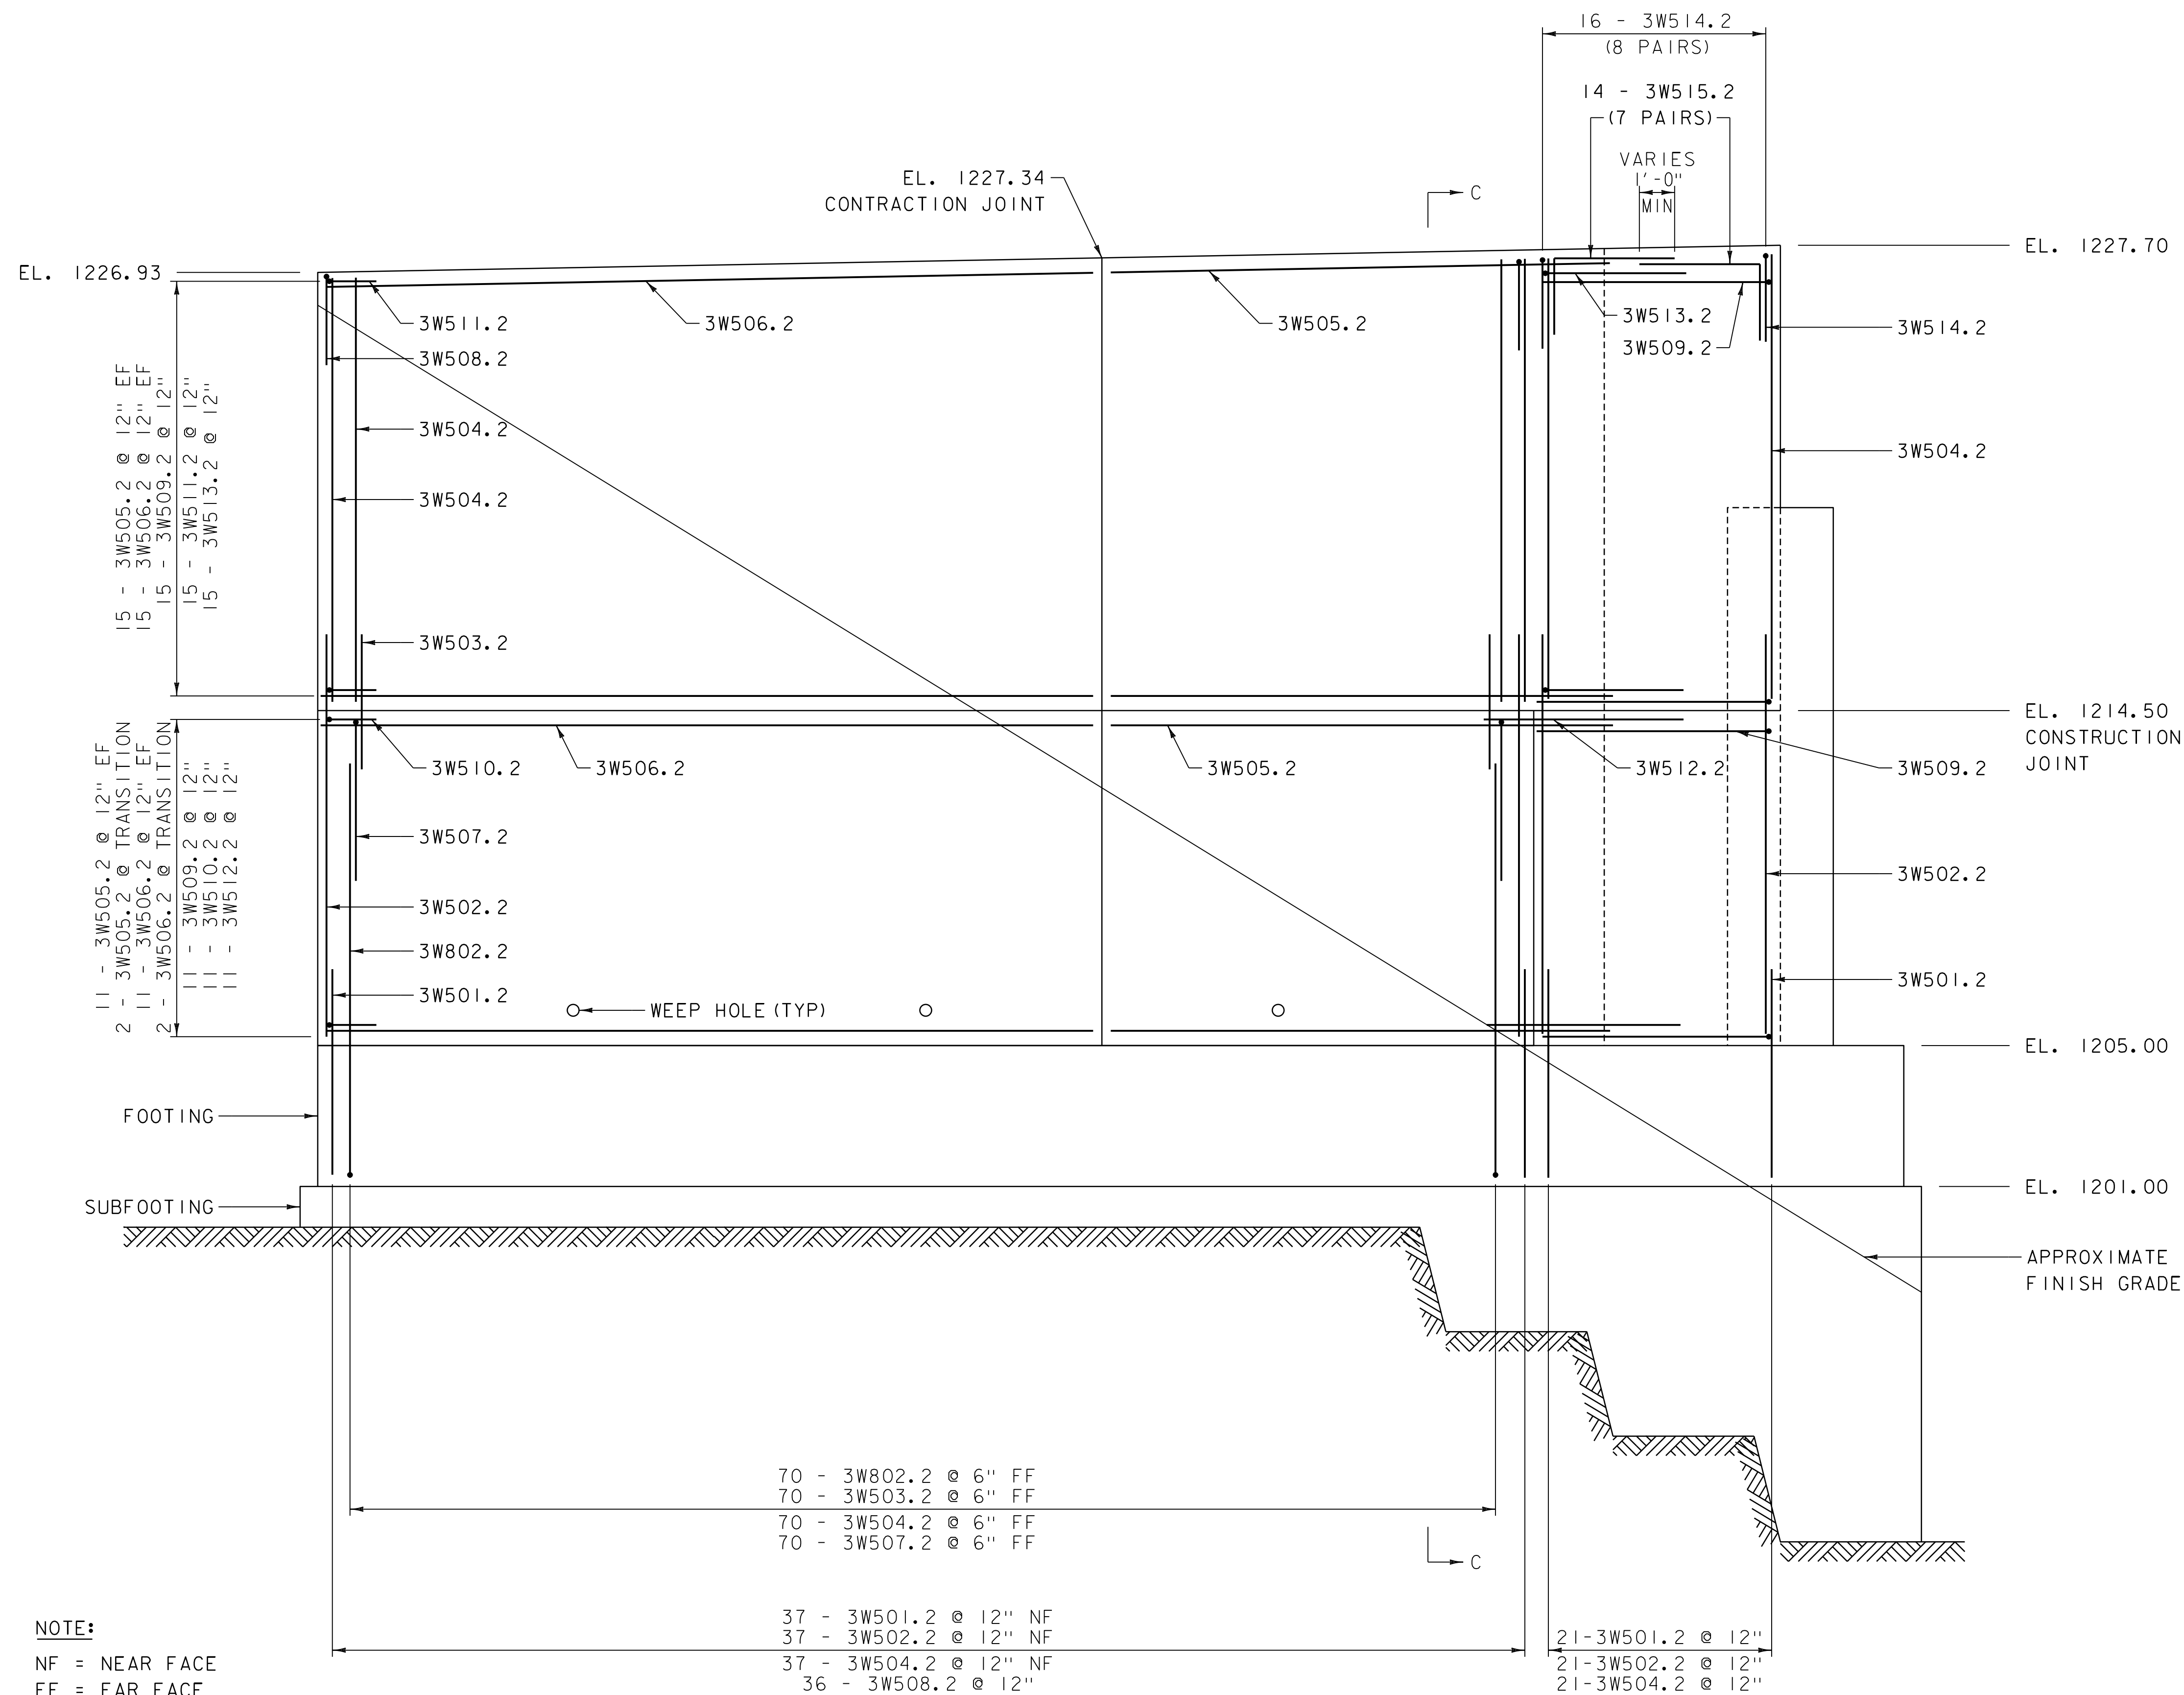 16 - 3W514.2
(8 PAIRS)
14 - 3W515.2
(7 PAIRS)
VARIES
1'-0"
MIN
EL. 1227.34
CONTRACTION JOINT
C
EL. 1226.93
EL. 1227.70
3W511.2
3W506.2
3W505.2
3W513.2
3W509.2
3W514.2
3W508.2
3W504.2
3W504.2
3W504.2
3W503.2
15 - 3W505.2 @ 12" EF
15 - 3W506.2 @ 12" EF
15 - 3W509.2 @ 12"
15 - 3W511.2 @ 12"
15 - 3W513.2 @ 12"
EL. 1214.50
CONSTRUCTION
JOINT
3W510.2
3W506.2
3W505.2
3W512.2
3W509.2
3W507.2
3W502.2
3W502.2
3W802.2
3W501.2
3W501.2
11 - 3W505.2 @ 12" EF
2 - 3W505.2 @ TRANSITION
11 - 3W506.2 @ 12" EF
2 - 3W506.2 @ TRANSITION
11 - 3W509.2 @ 12"
11 - 3W510.2 @ 12"
11 - 3W512.2 @ 12"
WEEP HOLE (TYP)
EL. 1205.00
FOOTING
EL. 1201.00
SUBFOOTING
APPROXIMATE
FINISH GRADE
70 - 3W802.2 @ 6" FF
70 - 3W503.2 @ 6" FF
70 - 3W504.2 @ 6" FF
70 - 3W507.2 @ 6" FF
C
37 - 3W501.2 @ 12" NF
37 - 3W502.2 @ 12" NF
37 - 3W504.2 @ 12" NF
36 - 3W508.2 @ 12"
21-3W501.2 @ 12"
21-3W502.2 @ 12"
21-3W504.2 @ 12"
NOTE:
NF = NEAR FACE
FF = FAR FACE